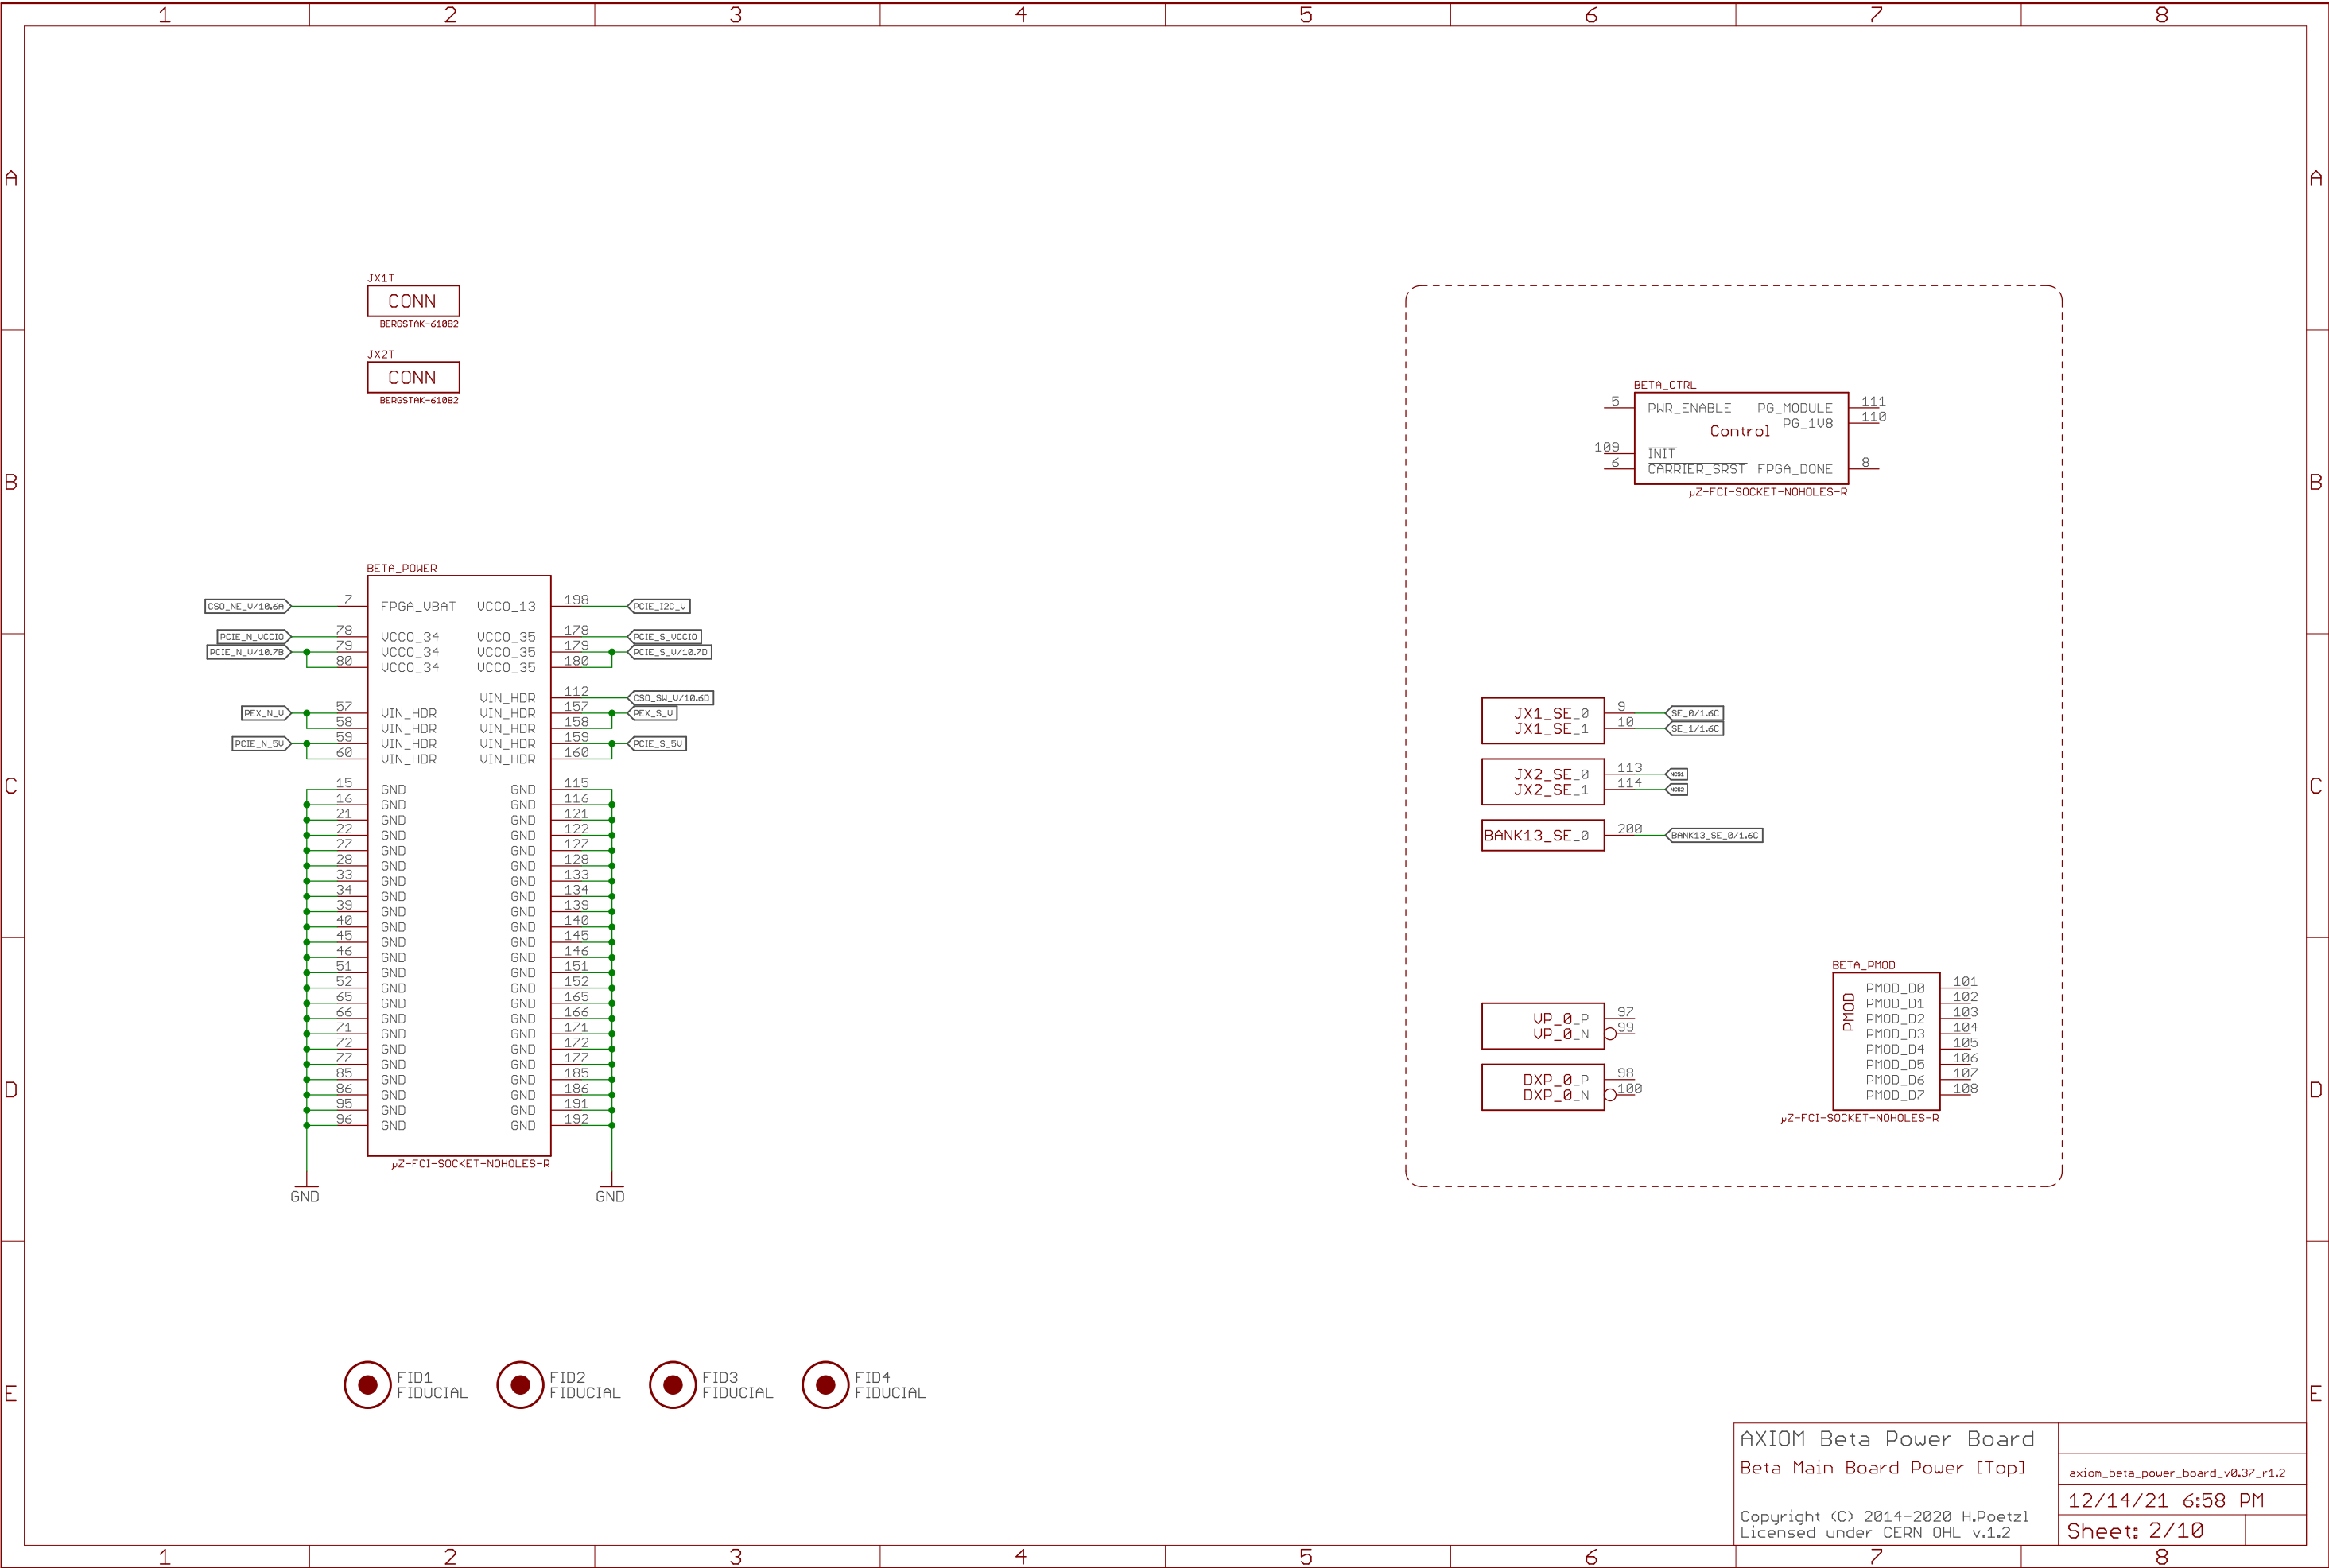 1 2 3 4 5 6 7 8
A A
JX1T
CONN
BERGSTAK-61082
JX2T
CONN
BERGSTAK-61082
B B
BETA_CTRL
5 PWR_ENABLE PG_MODULE 111
PG_1V8 110
Control
109 INIT
6 CARRIER_SRST FPGA_DONE 8
µZ-FCI-SOCKET-NOHOLES-R
BETA_POWER
CSO_NE_V/10.6A 7 FPGA_VBAT VCCO_13 198 PCIE_I2C_V
PCIE_N_VCCIO 78 VCCO_34 VCCO_35 178 PCIE_S_VCCIO
PCIE_N_V/10.7B 79 VCCO_34 VCCO_35 179 PCIE_S_V/10.7D
80 VCCO_34 VCCO_35 180
VIN_HDR 112 CSO_SW_V/10.6D
PEX_N_V 57 VIN_HDR VIN_HDR 157 PEX_S_V
58 VIN_HDR VIN_HDR 158
PCIE_N_5V 59 VIN_HDR VIN_HDR 159 PCIE_S_5V
60 VIN_HDR VIN_HDR 160
15 GND GND 115
16 GND GND 116
21 GND GND 121
22 GND GND 122
27 GND GND 127
28 GND GND 128
33 GND GND 133
34 GND GND 134
39 GND GND 139
40 GND GND 140
45 GND GND 145
46 GND GND 146
51 GND GND 151
52 GND GND 152
65 GND GND 165
66 GND GND 166
71 GND GND 171
72 GND GND 172
77 GND GND 177
85 GND GND 185
86 GND GND 186
95 GND GND 191
96 GND GND 192
µZ-FCI-SOCKET-NOHOLES-R
GND GND
C C
JX1_SE_0 9 SE_0/1.6C
JX1_SE_1 10 SE_1/1.6C
JX2_SE_0 113 NC$1
JX2_SE_1 114 NC$2
BANK13_SE_0 200 BANK13_SE_0/1.6C
VP_0_P 97
VP_0_N 99
DXP_0_P 98
DXP_0_N 100
BETA_PMOD
PMOD
PMOD_D0 101
PMOD_D1 102
PMOD_D2 103
PMOD_D3 104
PMOD_D4 105
PMOD_D5 106
PMOD_D6 107
PMOD_D7 108
µZ-FCI-SOCKET-NOHOLES-R
D D
E E
FID1
FIDUCIAL
FID2
FIDUCIAL
FID3
FIDUCIAL
FID4
FIDUCIAL
AXIOM Beta Power Board
Beta Main Board Power [Top]
Copyright (C) 2014-2020 H.Poetzl
Licensed under CERN OHL v.1.2
axiom_beta_power_board_v0.37_r1.2
12/14/21 6:58 PM
Sheet: 2/10
1 2 3 4 5 6 7 8